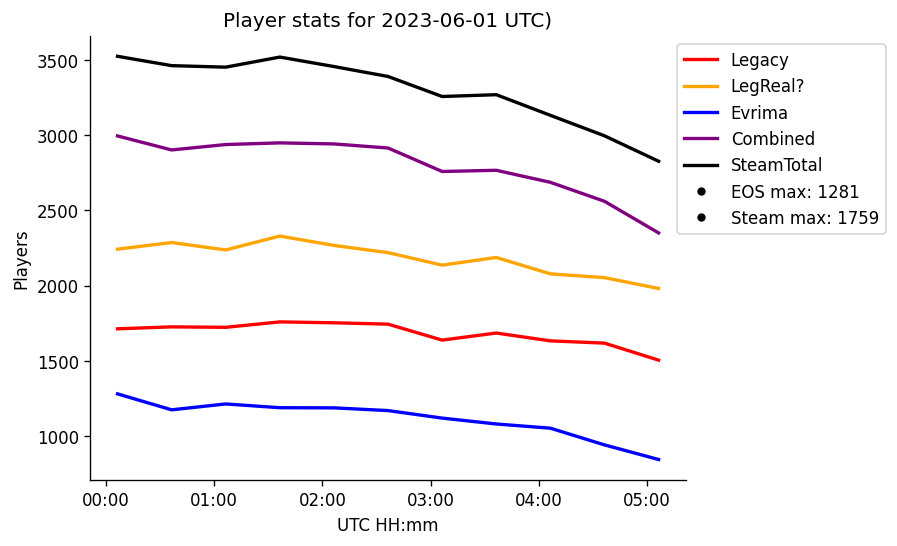 Player stats for 2023-06-01 UTC)
Players
3500
3000
2500
2000
1500
1000
00:00 01:00 02:00 03:00 04:00 05:00
UTC HH:mm
Legacy
LegReal?
Evrima
Combined
SteamTotal
EOS max: 1281
Steam max: 1759